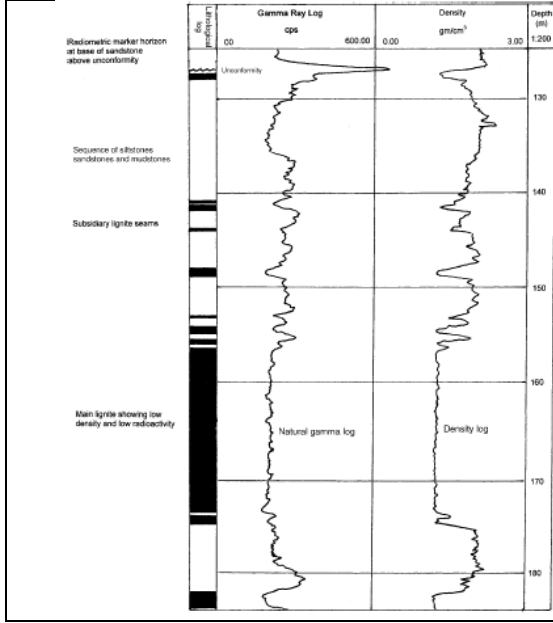 Lithological log
Gamma Ray Log
cps
00 600.00
Density
gm/cm³
0.00 3.00
Depth
(m)
1:200
Radiometric marker horizon
at base of sandstone
above unconformity
Unconformity
130
Sequence of siltstones
sandstones and mudstones
140
Subsidiary lignite seams
150
160
Main lignite showing low
density and low radioactivity
Natural gamma log
Density log
170
180